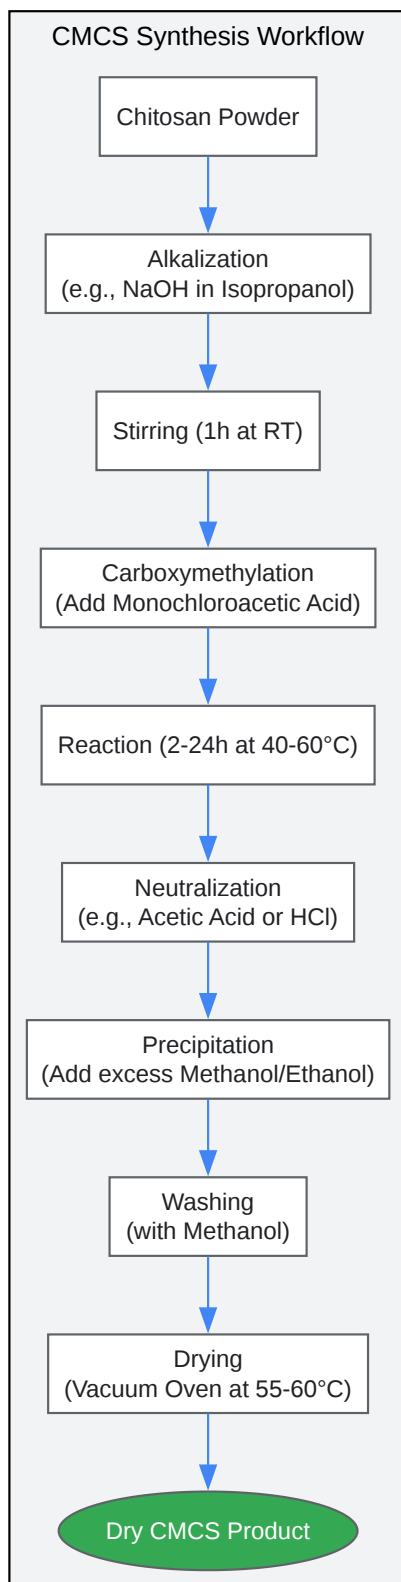 CMCS Synthesis Workflow
Chitosan Powder
Alkalization
(e.g., NaOH in Isopropanol)
Stirring (1h at RT)
Carboxymethylation
(Add Monochloroacetic Acid)
Reaction (2-24h at 40-60°C)
Neutralization
(e.g., Acetic Acid or HCl)
Precipitation
(Add excess Methanol/Ethanol)
Washing
(with Methanol)
Drying
(Vacuum Oven at 55-60°C)
Dry CMCS Product